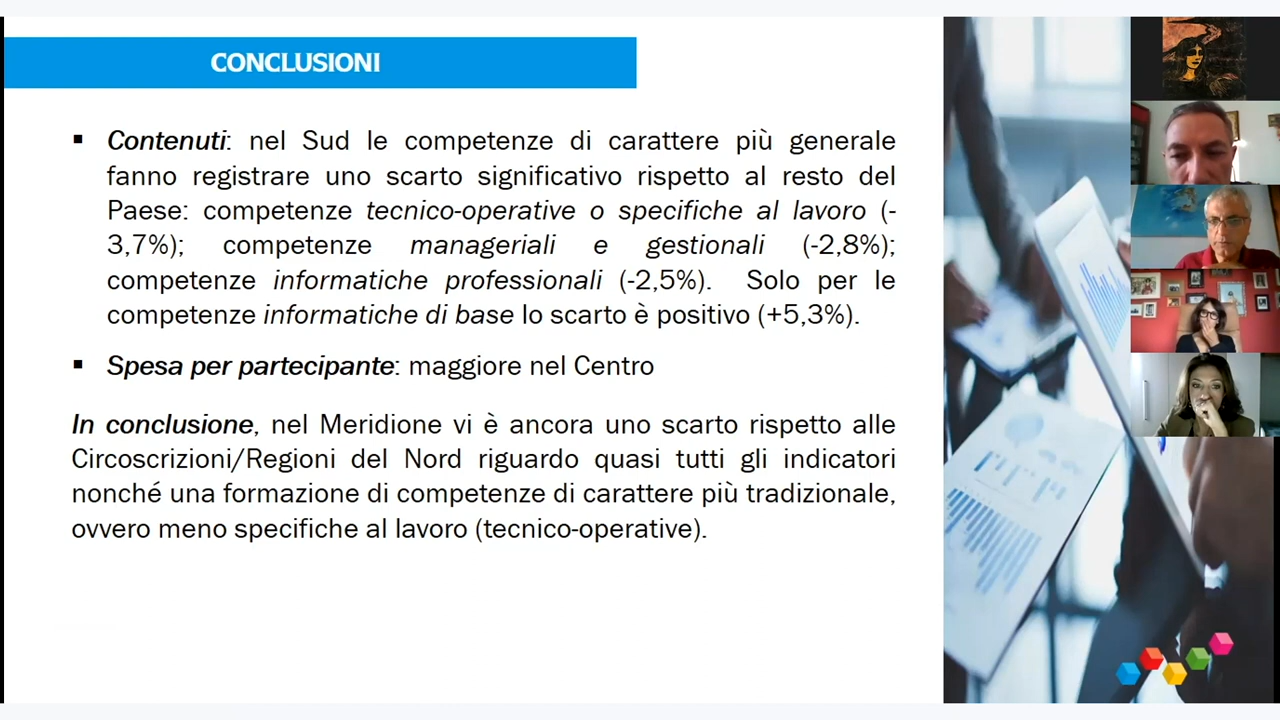 CONCLUSIONI
▪ Contenuti: nel Sud le competenze di carattere più generale
fanno registrare uno scarto significativo rispetto al resto del
Paese: competenze tecnico-operative o specifiche al lavoro (-
3,7%); competenze manageriali e gestionali (-2,8%);
competenze informatiche professionali (-2,5%). Solo per le
competenze informatiche di base lo scarto è positivo (+5,3%).
▪ Spesa per partecipante: maggiore nel Centro
In conclusione, nel Meridione vi è ancora uno scarto rispetto alle
Circoscrizioni/Regioni del Nord riguardo quasi tutti gli indicatori
nonché una formazione di competenze di carattere più tradizionale,
ovvero meno specifiche al lavoro (tecnico-operative).